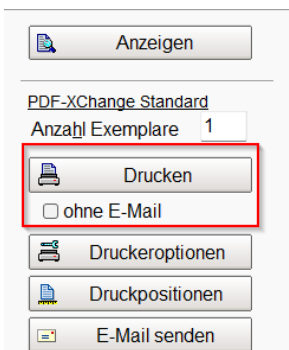 Anzeigen
PDF-XChange Standard
Anzahl Exemplare 1
Drucken
ohne E-Mail
Druckeroptionen
Druckpositionen
E-Mail senden